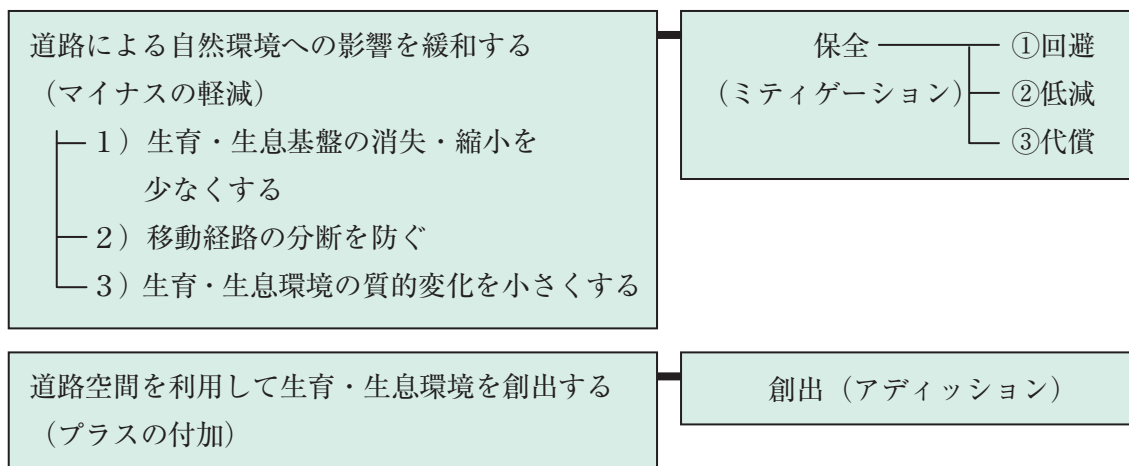 道路による自然環境への影響を緩和する
（マイナスの軽減）
１）生育・生息基盤の消失・縮小を
少なくする
２）移動経路の分断を防ぐ
３）生育・生息環境の質的変化を小さくする
保全
（ミティゲーション）
①回避
②低減
③代償
道路空間を利用して生育・生息環境を創出する
（プラスの付加）
創出（アディッション）